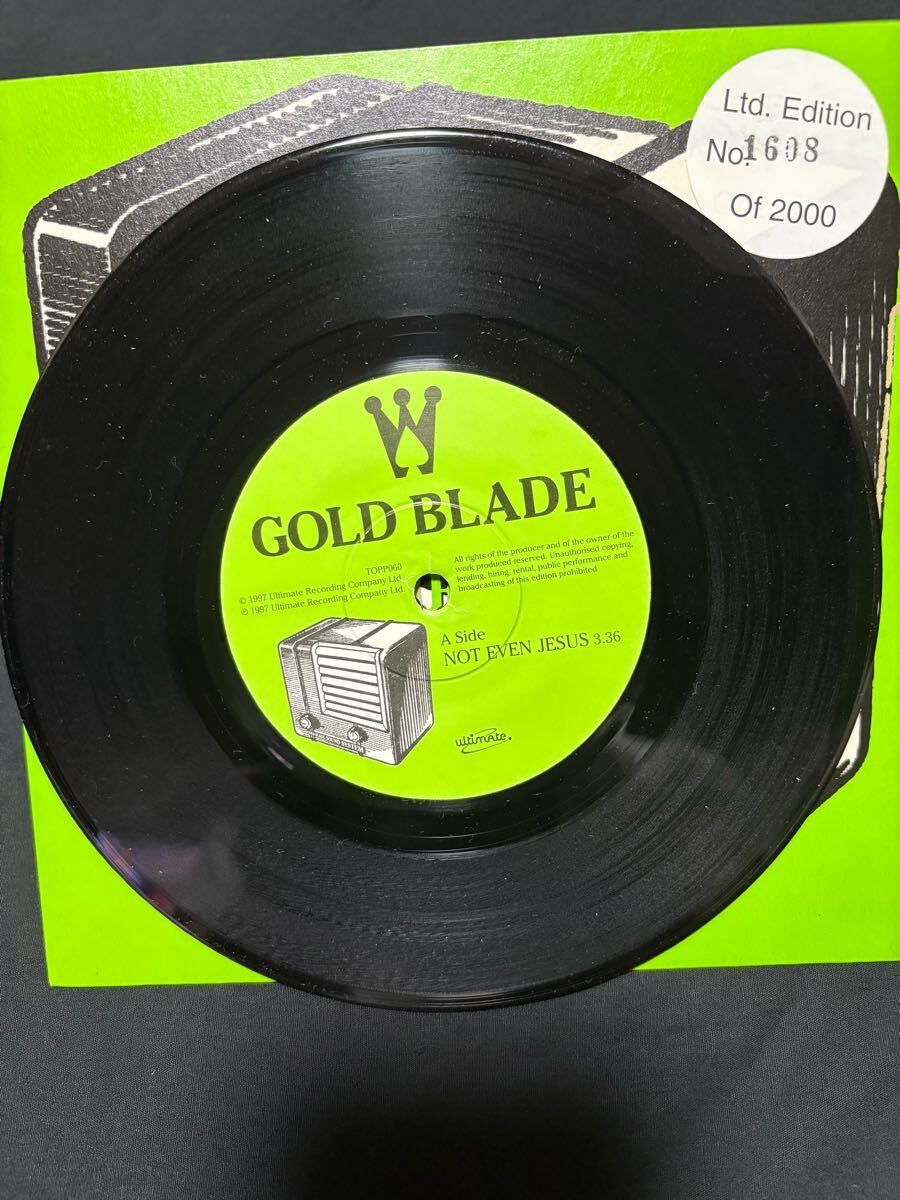 Ltd. Edition
No. 1608
Of 2000
GOLD BLADE
TOPP060
© 1997 Ultimate Recording Company Ltd.
℗ 1997 Ultimate Recording Company Ltd.
All rights of the producer and of the owner of the
work produced reserved. Unauthorised copying,
lending, hiring, rental, public performance and
broadcasting of this edition prohibited
A Side
NOT EVEN JESUS 3.36
SOUND SYSTEM
ultimate.